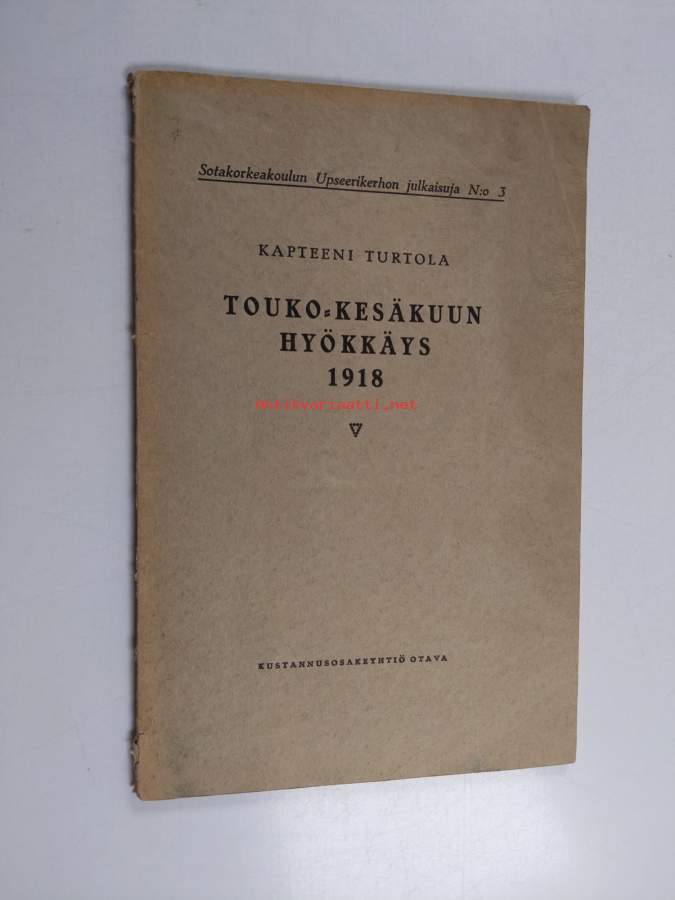 Sotakorkeakoulun Upseerikerhon julkaisuja N:o 3
KAPTEENI TURTOLA
TOUKO-KESÄKUUN
HYÖKKÄYS
1918
antikvariaatti.net
KUSTANNUSOSAKEYHTIÖ OTAVA